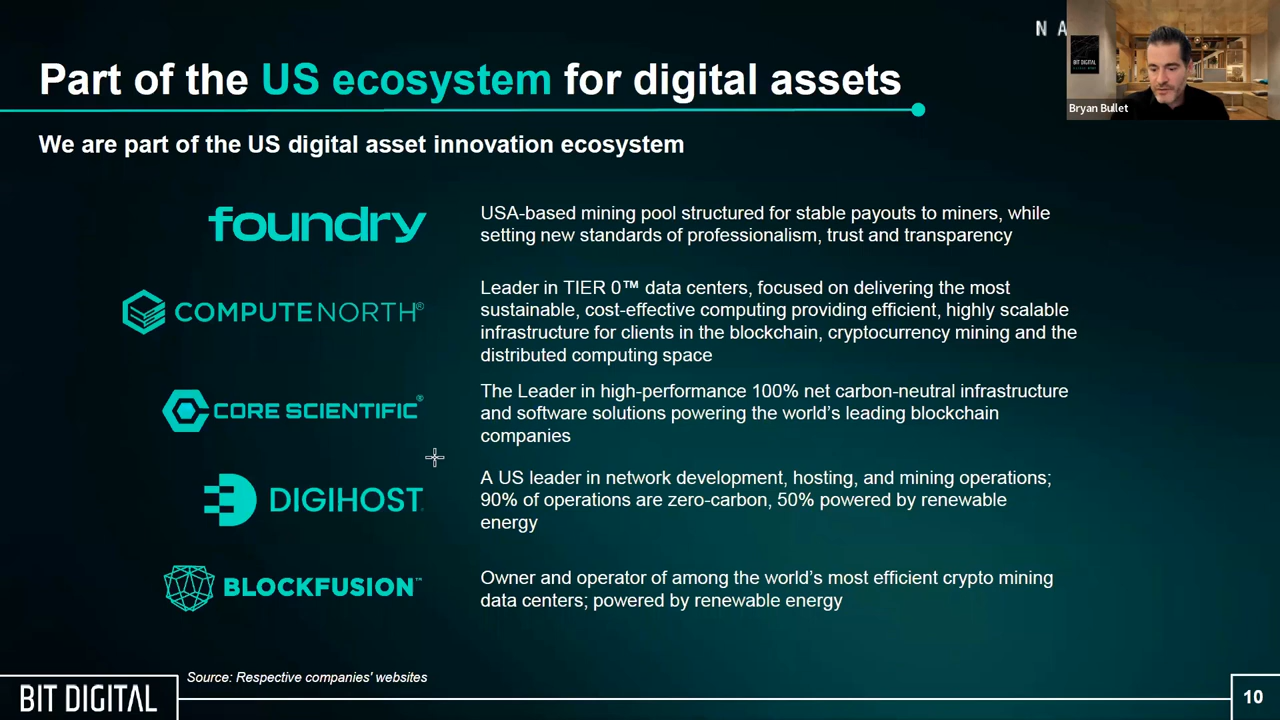 N A
Part of the US ecosystem for digital assets
BIT DIGITAL
Bryan Bullet
We are part of the US digital asset innovation ecosystem
foundry
USA-based mining pool structured for stable payouts to miners, while
setting new standards of professionalism, trust and transparency
COMPUTENORTH®
Leader in TIER 0™ data centers, focused on delivering the most
sustainable, cost-effective computing providing efficient, highly scalable
infrastructure for clients in the blockchain, cryptocurrency mining and the
distributed computing space
CORE SCIENTIFIC®
The Leader in high-performance 100% net carbon-neutral infrastructure
and software solutions powering the world's leading blockchain
companies
DIGIHOST
A US leader in network development, hosting, and mining operations;
90% of operations are zero-carbon, 50% powered by renewable
energy
BLOCKFUSION™
Owner and operator of among the world's most efficient crypto mining
data centers; powered by renewable energy
Source: Respective companies' websites
BIT DIGITAL
10